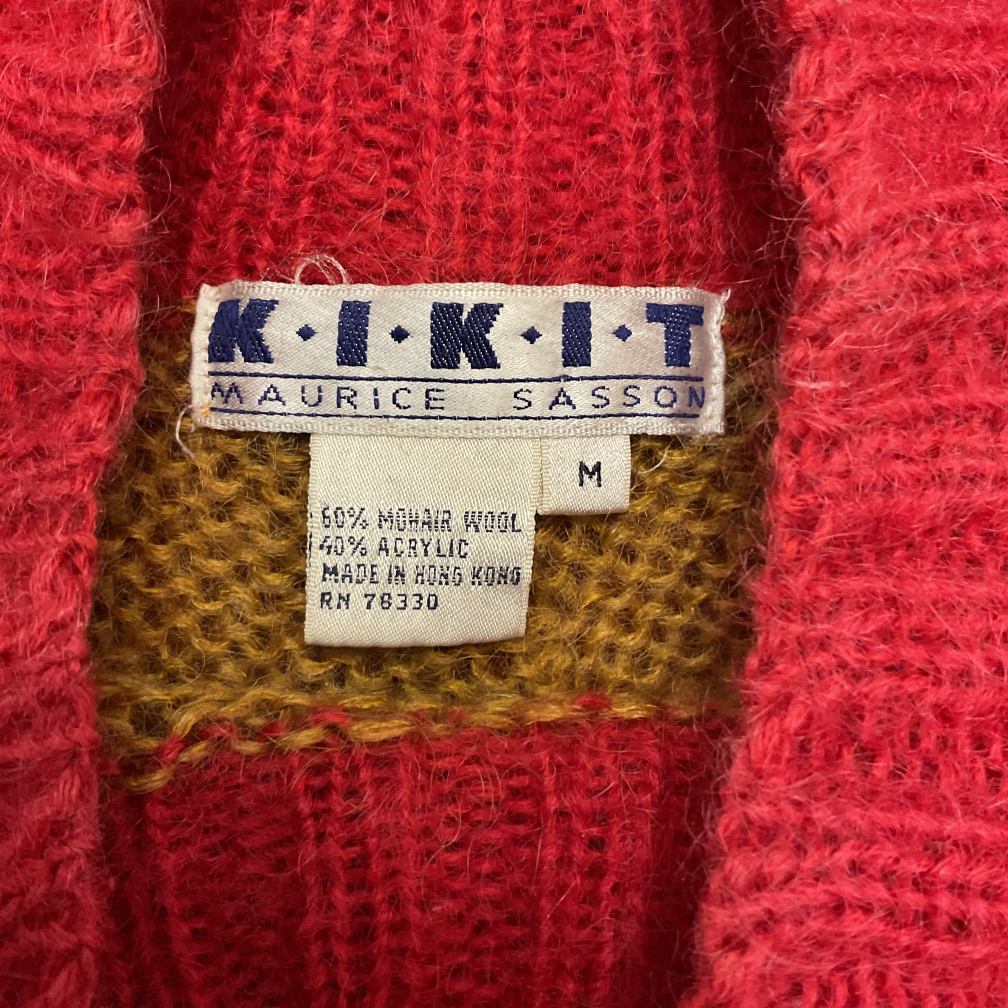 K·I·K·I·T
MAURICE SASSON
M
60% MOHAIR WOOL
40% ACRYLIC
MADE IN HONG KONG
RN 78330